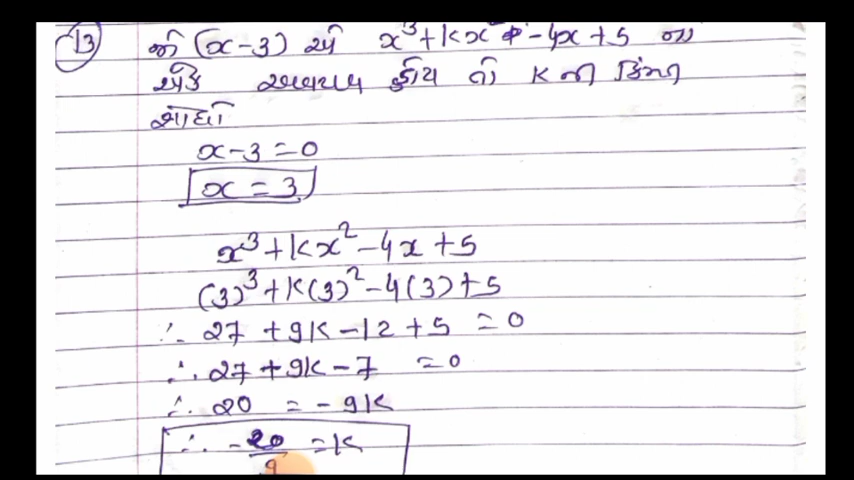 13 જો (x-3) એ x³+kx² -4x+5 નો
એક અવયવ હોય તો K ની કિંમત
શોધો
x-3=0
x = 3
x³+kx²-4x+5
(3)³+k(3)²-4(3)+5
∴ 27 +9k-12+5 =0
∴ 27+9k-7 =0
∴ 20 = -9k
∴ -20/9 =k